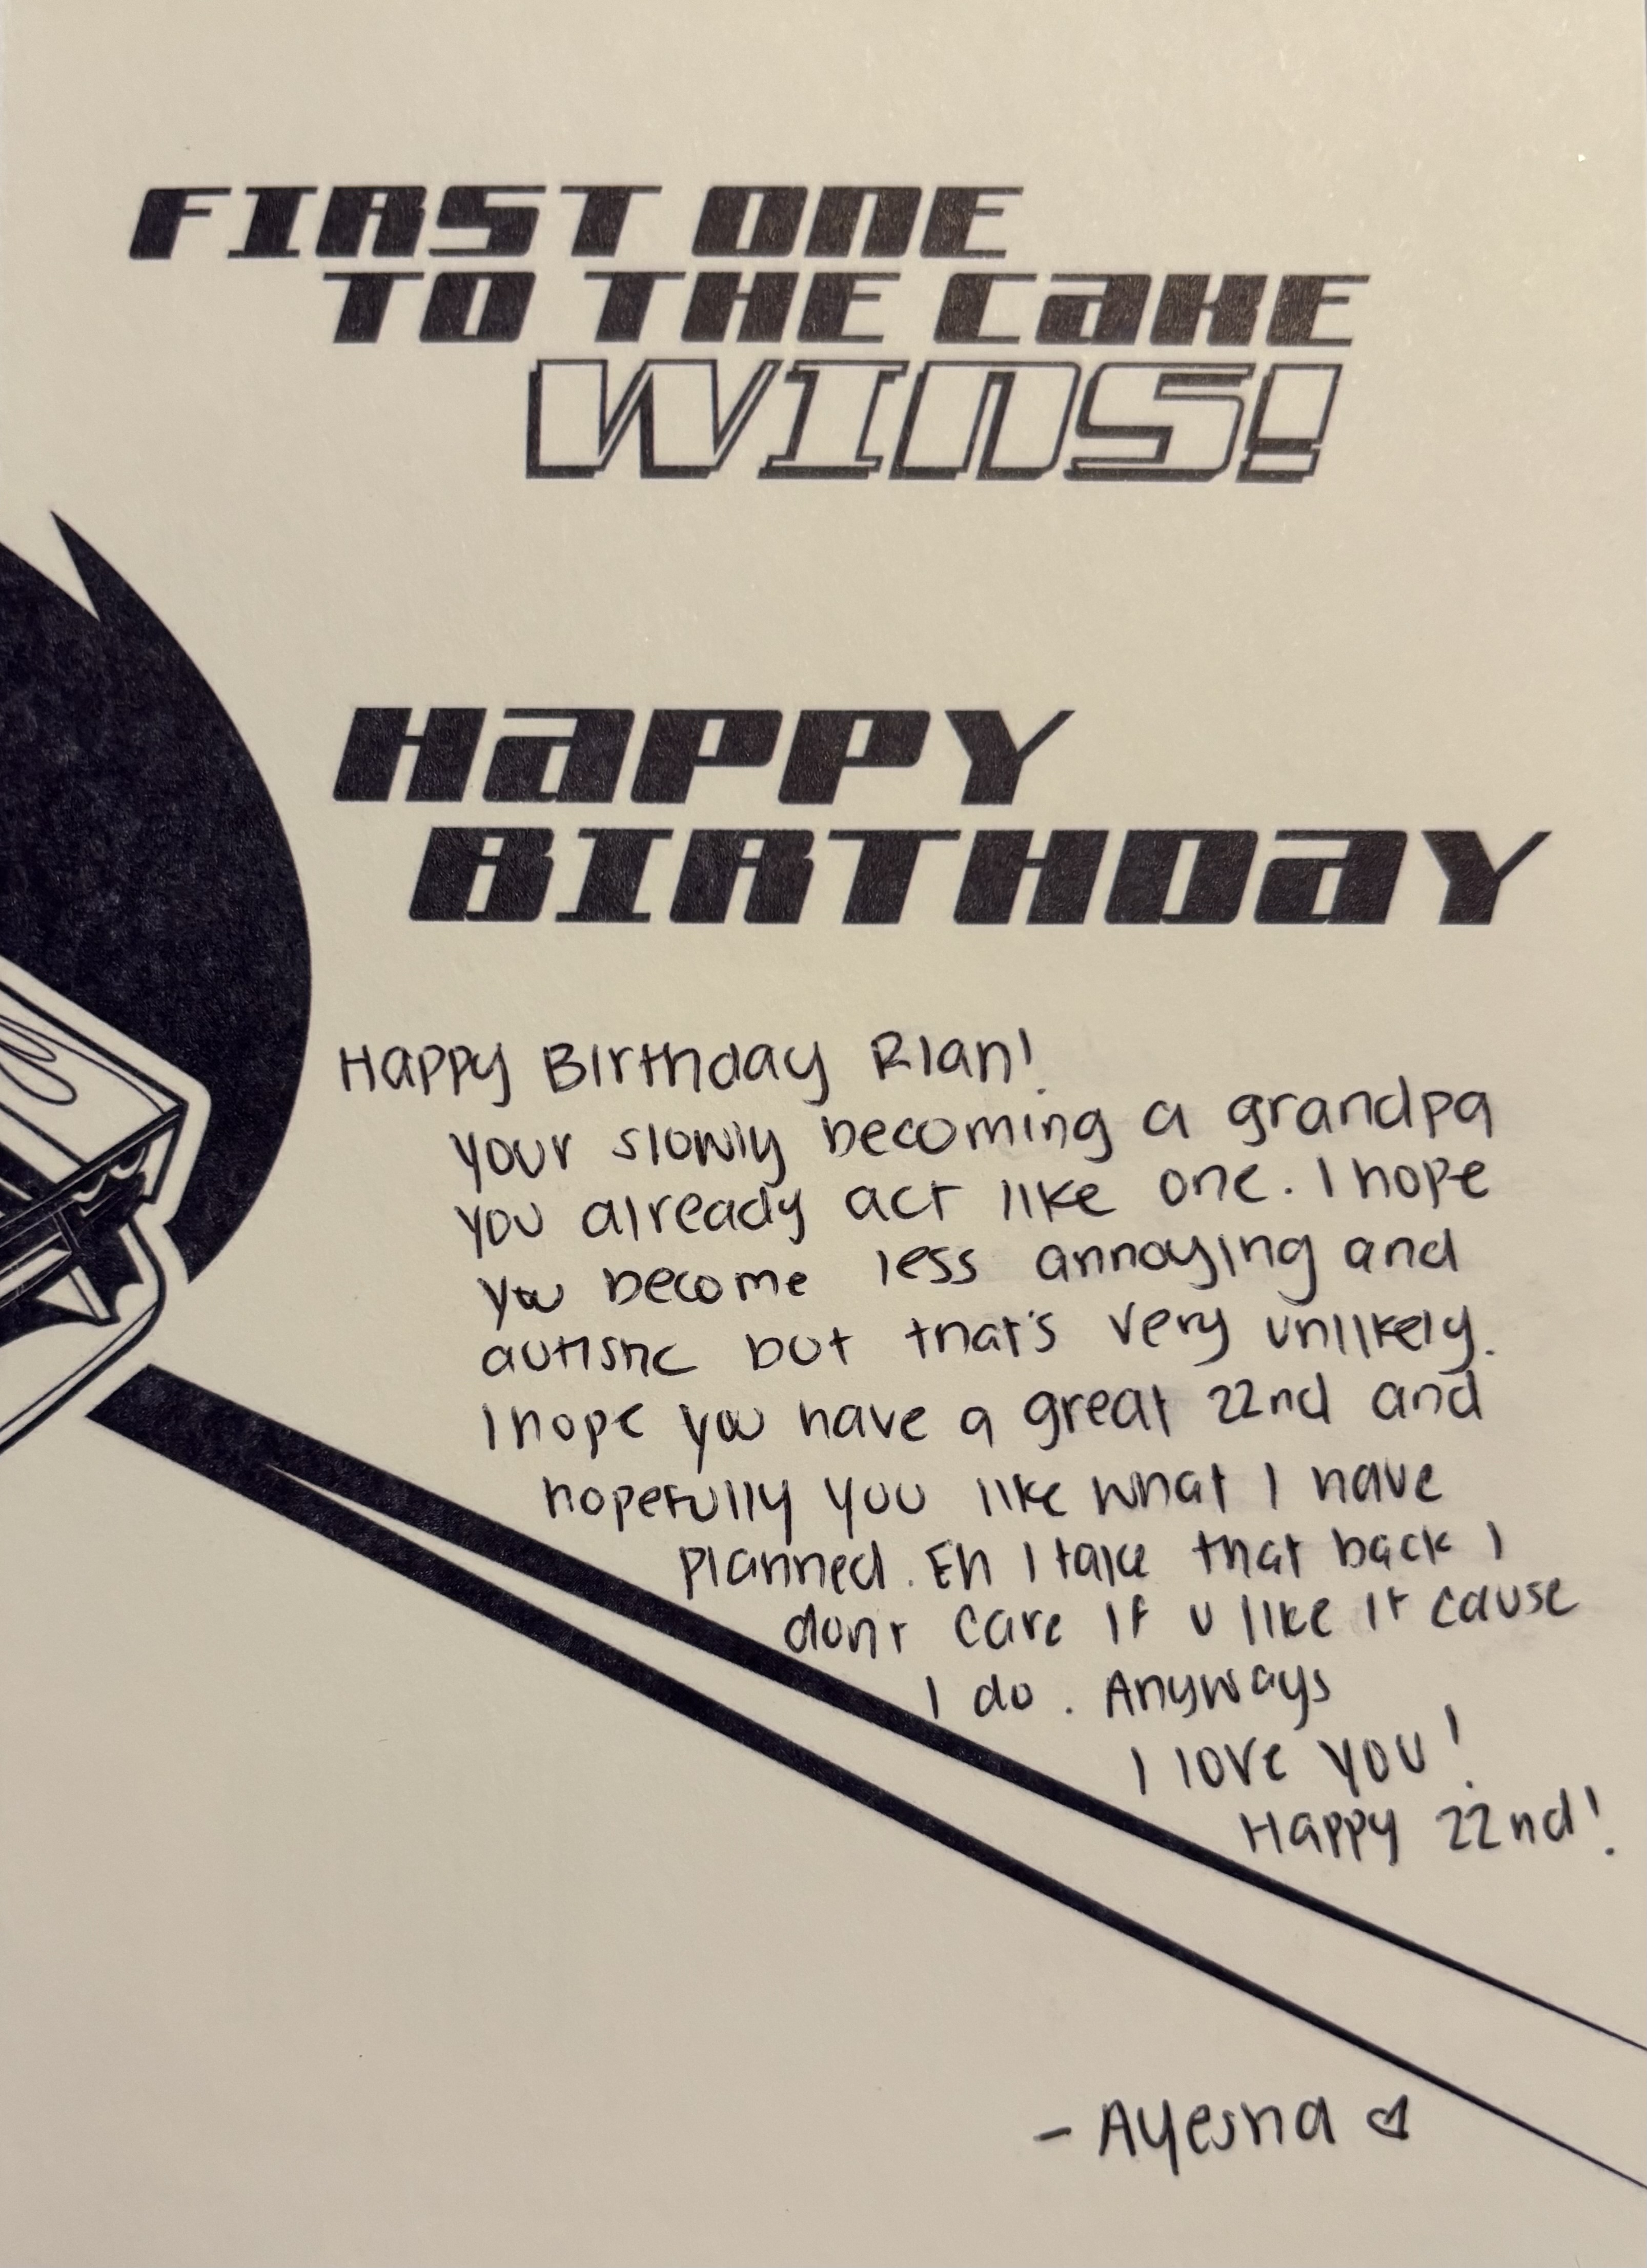 FIRST ONE
TO THE CAKE
WINS!
HAPPY
BIRTHDAY
Happy Birthday Rian!
your slowly becoming a grandpa
you already act like one. I hope
you become less annoying and
autistic but that's very unlikely.
I hope you have a great 22nd and
hopefully you like what I have
planned. Eh I take that back I
don't care if u like it cause
I do. Anyways
I love you!
Happy 22nd!
- Ayesha ♡